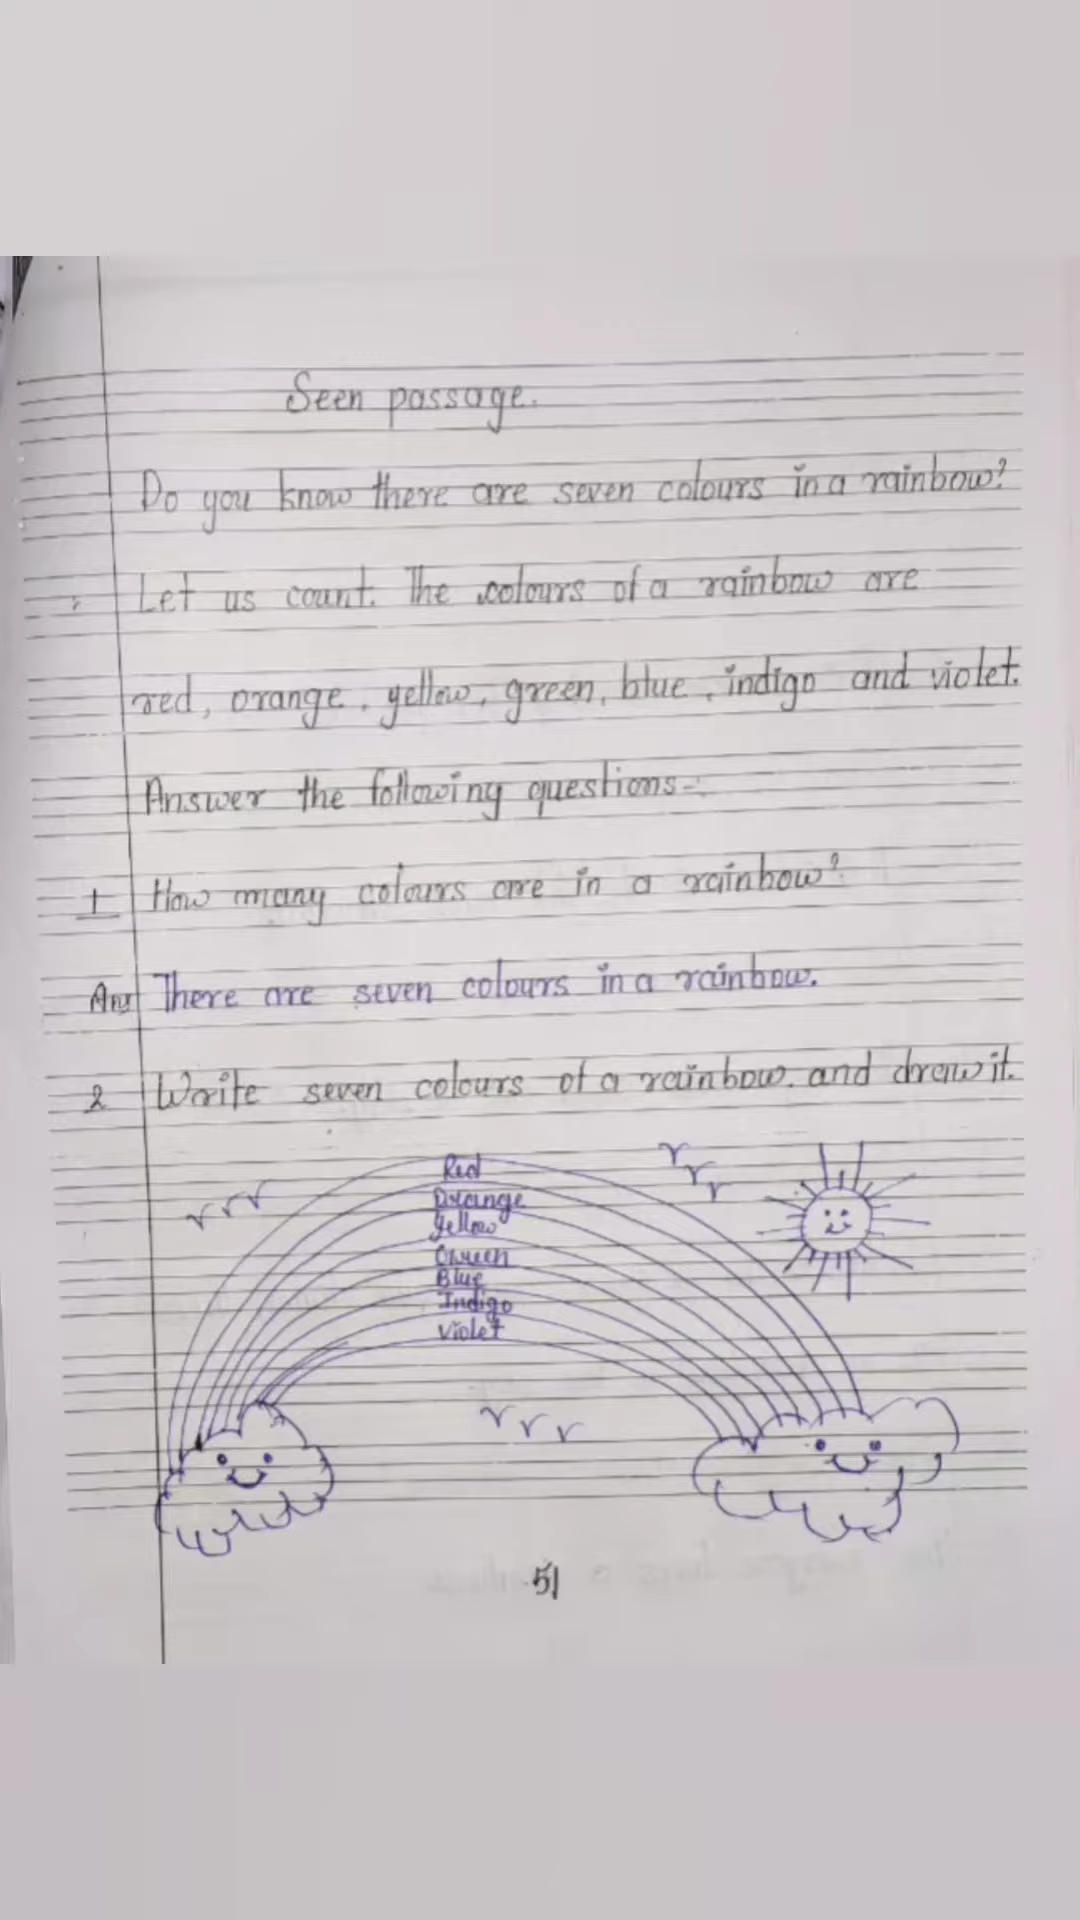 Seen passage.
Do you know there are seven colours in a rainbow?
Let us count. The colours of a rainbow are
red, orange, yellow, green, blue, indigo and violet.
Answer the following questions-
1 How many colours are in a rainbow?
Ans There are seven colours in a rainbow.
2 Write seven colours of a rainbow. and draw it.
Red
Orange
Yellow
Green
Blue
Indigo
Violet
51